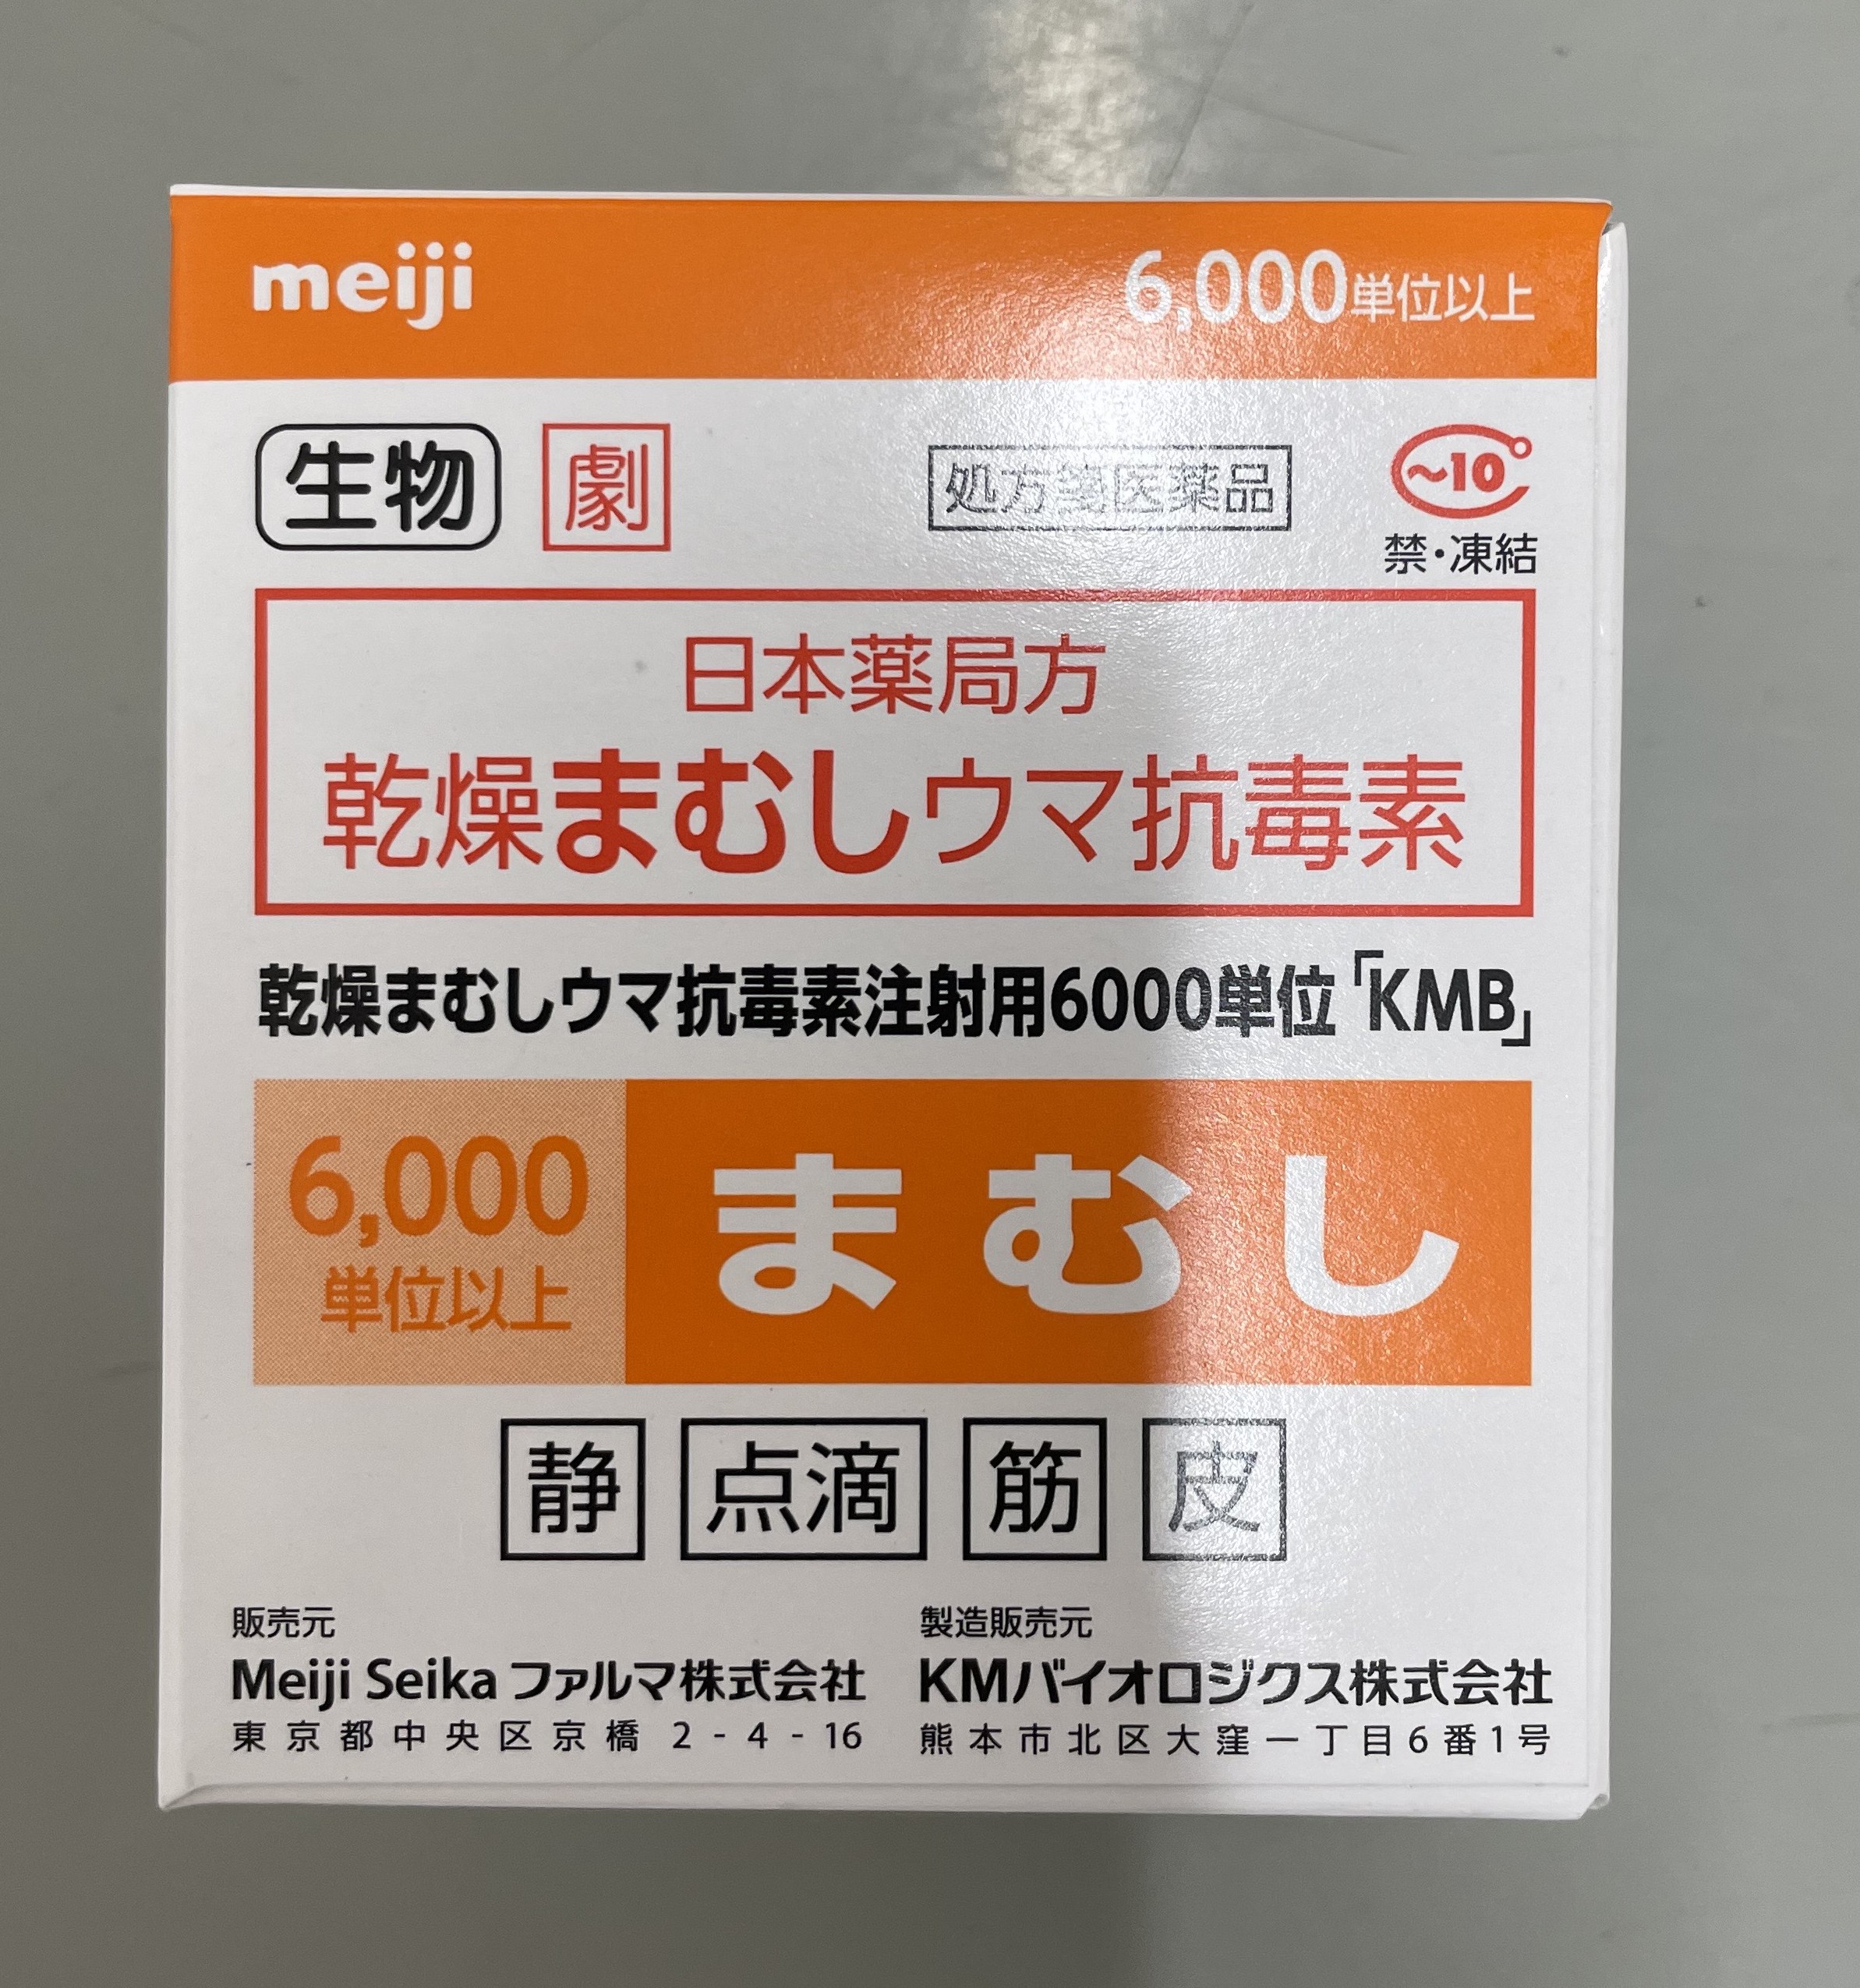 meiji 6,000単位以上
生物 劇 処方箋医薬品 ~10°
禁・凍結
日本薬局方
乾燥まむしウマ抗毒素
乾燥まむしウマ抗毒素注射用6000単位「KMB」
6,000 まむし
単位以上
静 点滴 筋 皮
販売元
Meiji Seika ファルマ株式会社
東京都中央区京橋 2-4-16
製造販売元
KMバイオロジクス株式会社
熊本市北区大窪一丁目6番1号